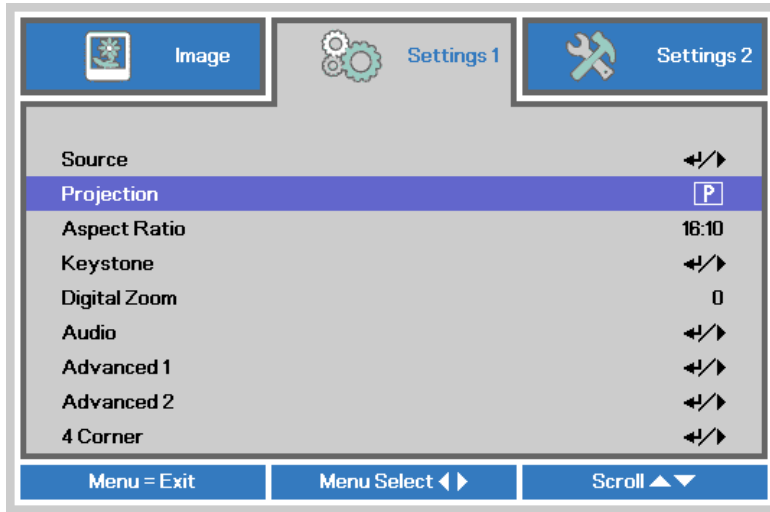 Image Settings 1 Settings 2
Source
Projection P
Aspect Ratio 16:10
Keystone
Digital Zoom 0
Audio
Advanced 1
Advanced 2
4 Corner
Menu = Exit Menu Select Scroll